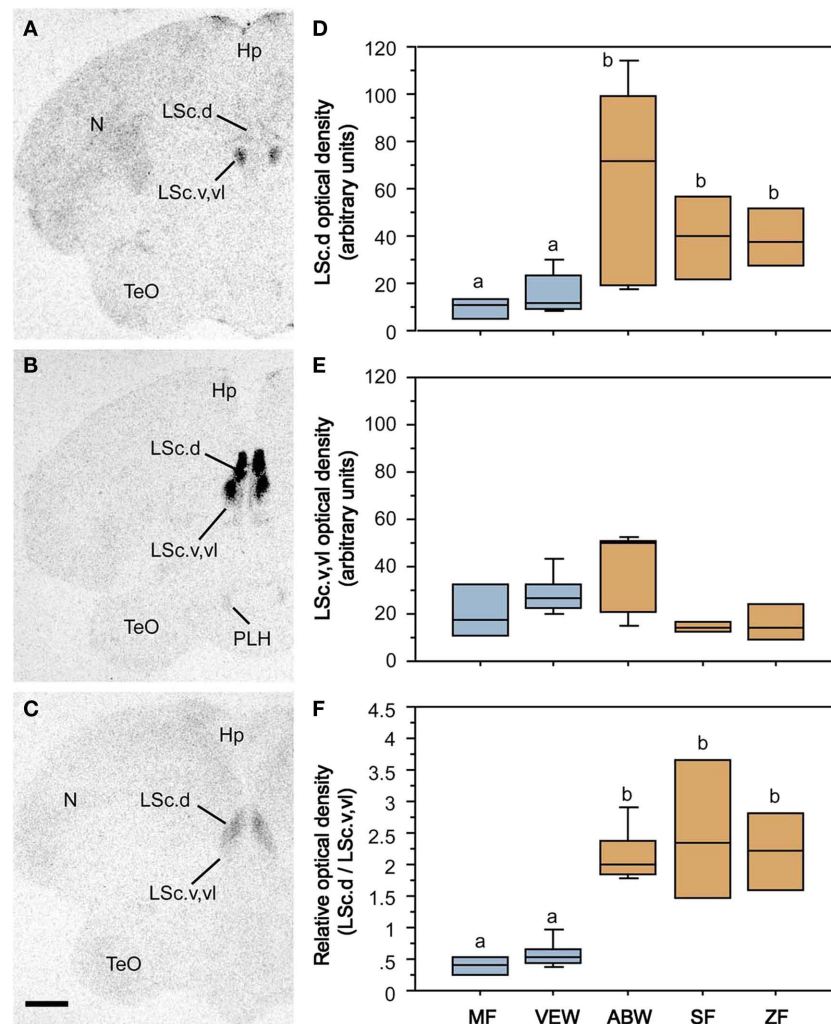 A
Hp
LSc.d
N
LSc.v,vl
TeO
B
Hp
LSc.d
LSc.v,vl
TeO
PLH
C
Hp
N
LSc.d
LSc.v,vl
TeO
D
LSc.d optical density
(arbitrary units)
120
100
80
60
40
20
0
a
a
b
b
b
E
LSc.v,vl optical density
(arbitrary units)
120
100
80
60
40
20
0
F
Relative optical density
(LSc.d / LSc.v,vl)
4.5
4
3.5
3
2.5
2
1.5
1
.5
0
a
a
b
b
b
MF VEW ABW SF ZF